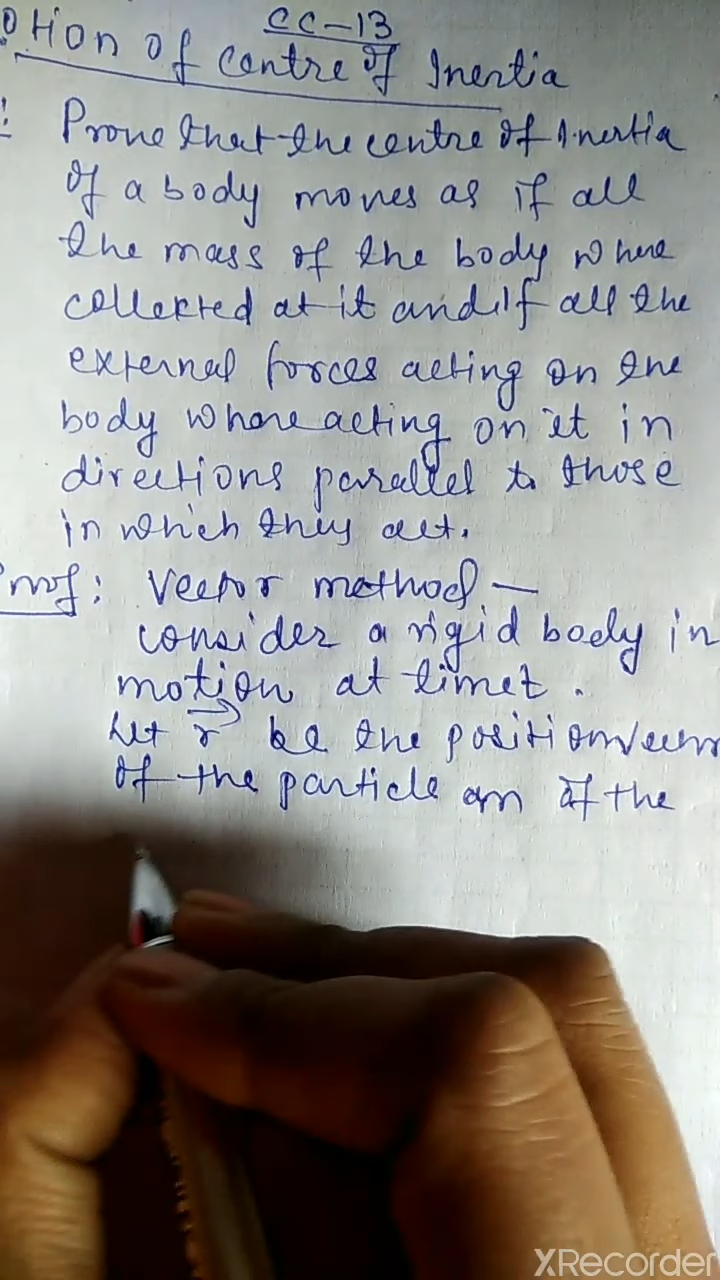 CC-13
otion of Centre of Inertia
: Prove that the centre of Inertia
of a body moves as if all
the mass of the body where
collected at it and if all the
external forces acting on the
body where acting on it in
directions parallel to those
in which they act.
Proof: Vector method —
consider a rigid body in
motion at time t.
Let r⃗ be the position
of the particle m of the
XRecorder